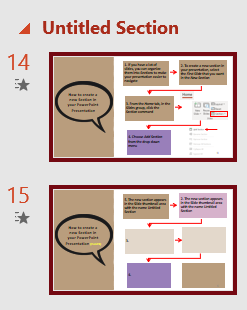 Untitled Section
14
How to create a
new Section in
your PowerPoint
Presentation
1. If you have a lot of
slides, you can organize
them into Sections to make
your presentation easier to
navigate
2. To create a new section in
your presentation, select
the First Slide that you want
in the New Section
3. From the Home tab, in the
Slides group, click the
Section command
Home
4. Choose Add Section
from the drop down
menu
15
How to create a
new Section in
your PowerPoint
Presentation
5. The new section appears
in the Slide thumbnail area
with the name Untitled
Section
2. The new section appears
in the Slide thumbnail area
with the name Untitled
Section
3.
4.